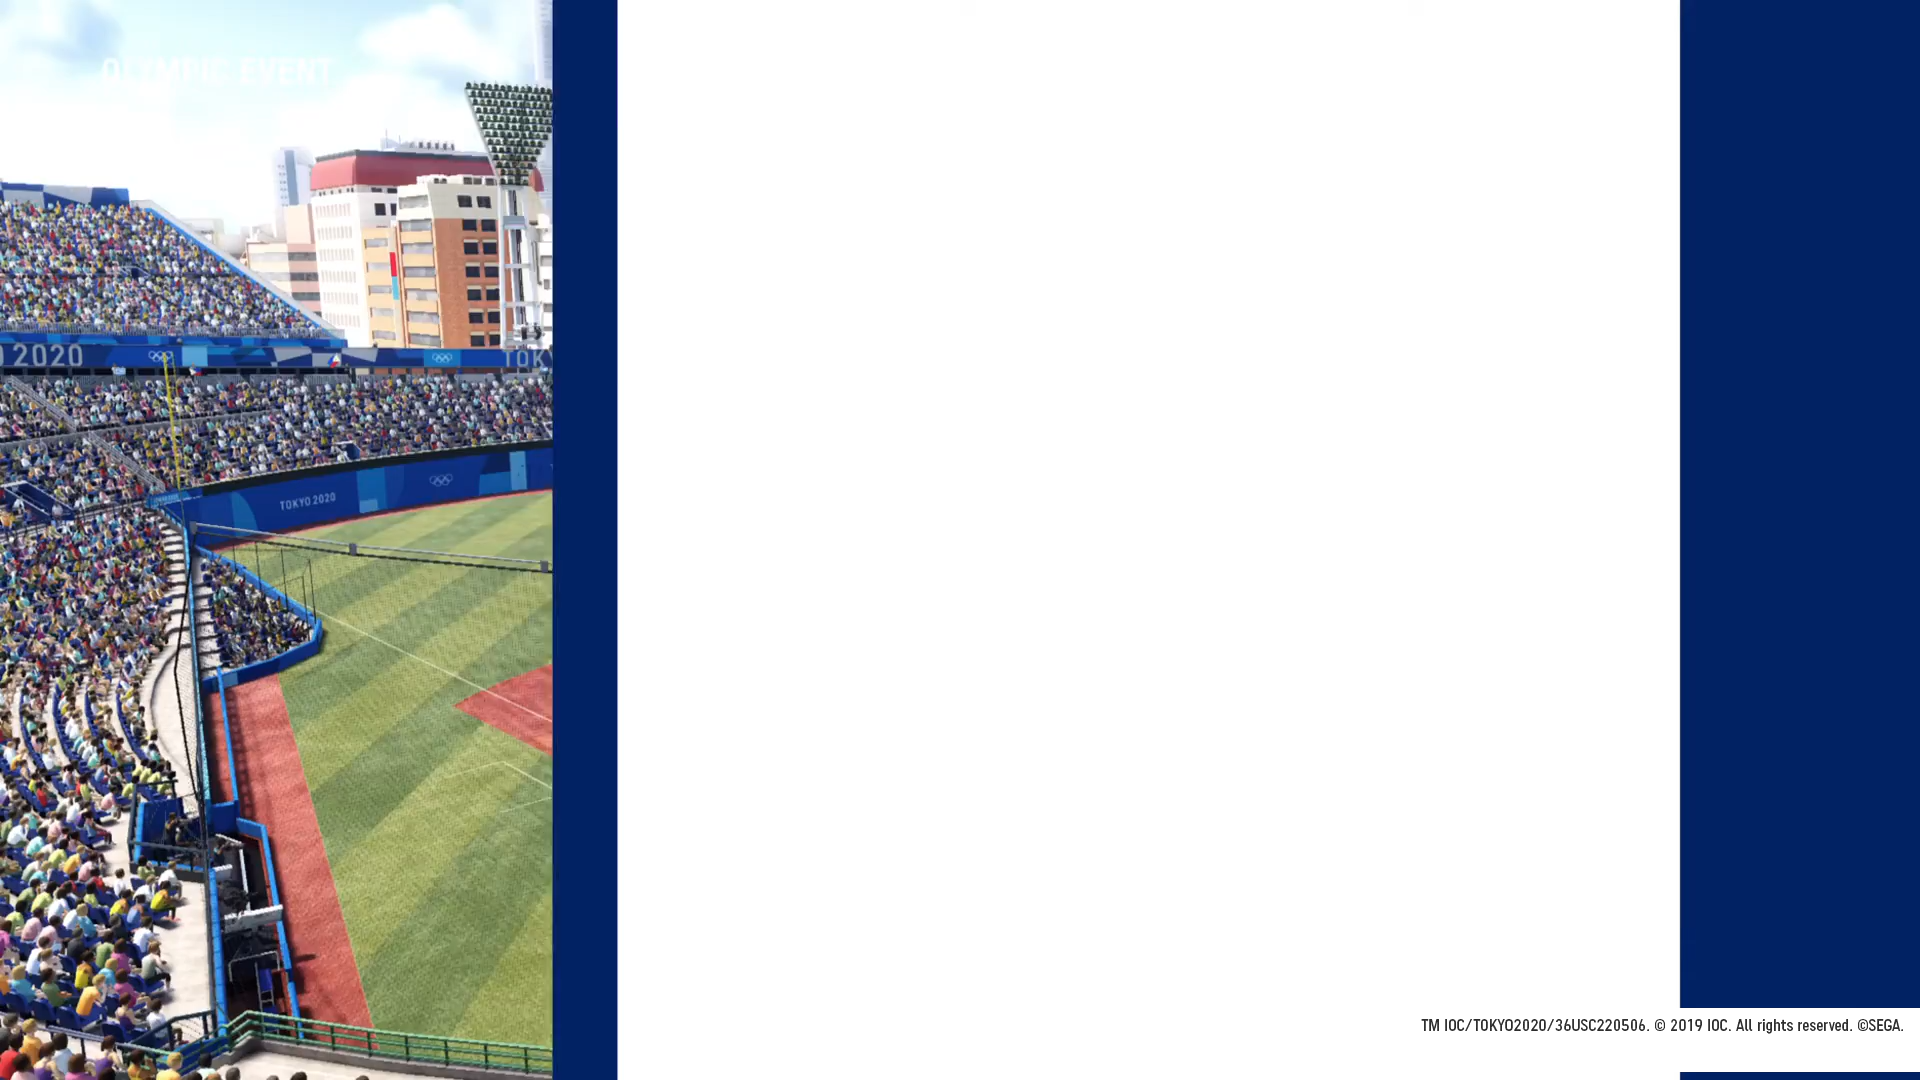 OLYMPIC EVENT
2020
TOK
TOKYO 2020
TM IOC/TOKYO2020/36USC220506. © 2019 IOC. All rights reserved. ©SEGA.